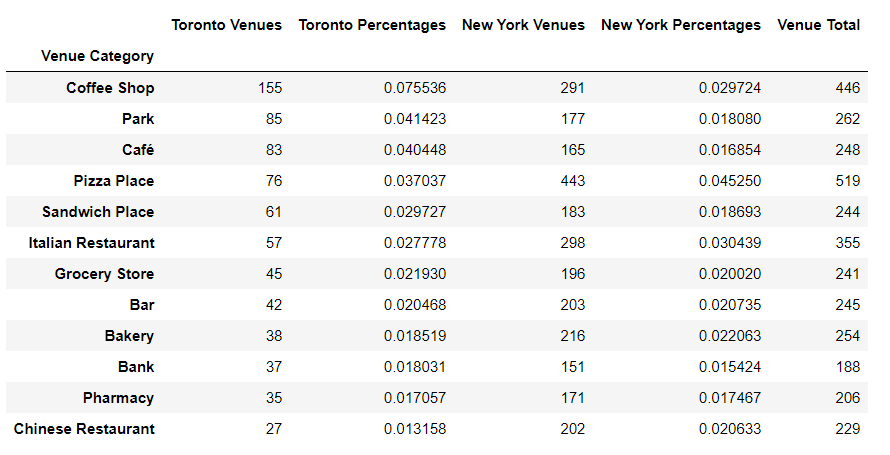 Toronto Venues Toronto Percentages New York Venues New York Percentages Venue Total
Venue Category
Coffee Shop 155 0.075536 291 0.029724 446
Park 85 0.041423 177 0.018080 262
Café 83 0.040448 165 0.016854 248
Pizza Place 76 0.037037 443 0.045250 519
Sandwich Place 61 0.029727 183 0.018693 244
Italian Restaurant 57 0.027778 298 0.030439 355
Grocery Store 45 0.021930 196 0.020020 241
Bar 42 0.020468 203 0.020735 245
Bakery 38 0.018519 216 0.022063 254
Bank 37 0.018031 151 0.015424 188
Pharmacy 35 0.017057 171 0.017467 206
Chinese Restaurant 27 0.013158 202 0.020633 229